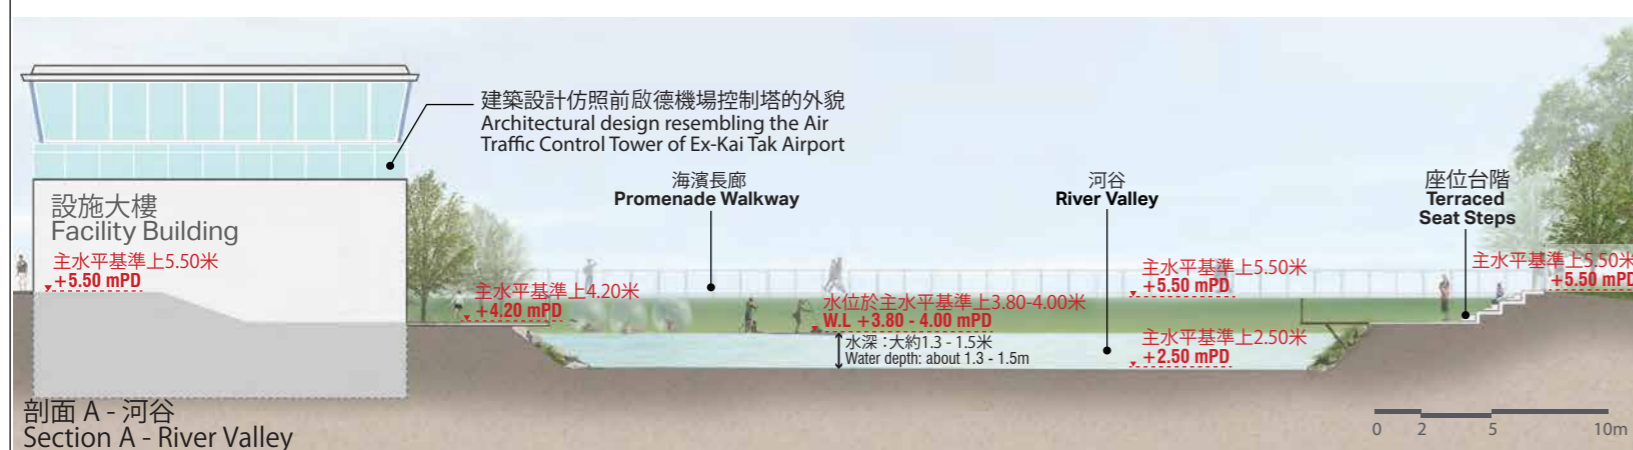 建築設計仿照前啟德機場控制塔的外貌
Architectural design resembling the Air
Traffic Control Tower of Ex-Kai Tak Airport
海濱長廊
Promenade Walkway
河谷
River Valley
座位台階
Terraced
Seat Steps
設施大樓
Facility Building
主水平基準上5.50米
+5.50 mPD
主水平基準上4.20米
+4.20 mPD
水位於主水平基準上3.80-4.00米
W.L +3.80 - 4.00 mPD
水深：大約1.3 - 1.5米
Water depth: about 1.3 - 1.5m
主水平基準上5.50米
+5.50 mPD
主水平基準上2.50米
+2.50 mPD
主水平基準上5.50米
+5.50 mPD
剖面 A - 河谷
Section A - River Valley
0 2 5 10m